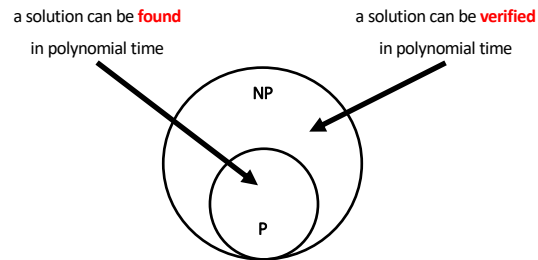 a solution can be found
in polynomial time
a solution can be verified
in polynomial time
NP
P